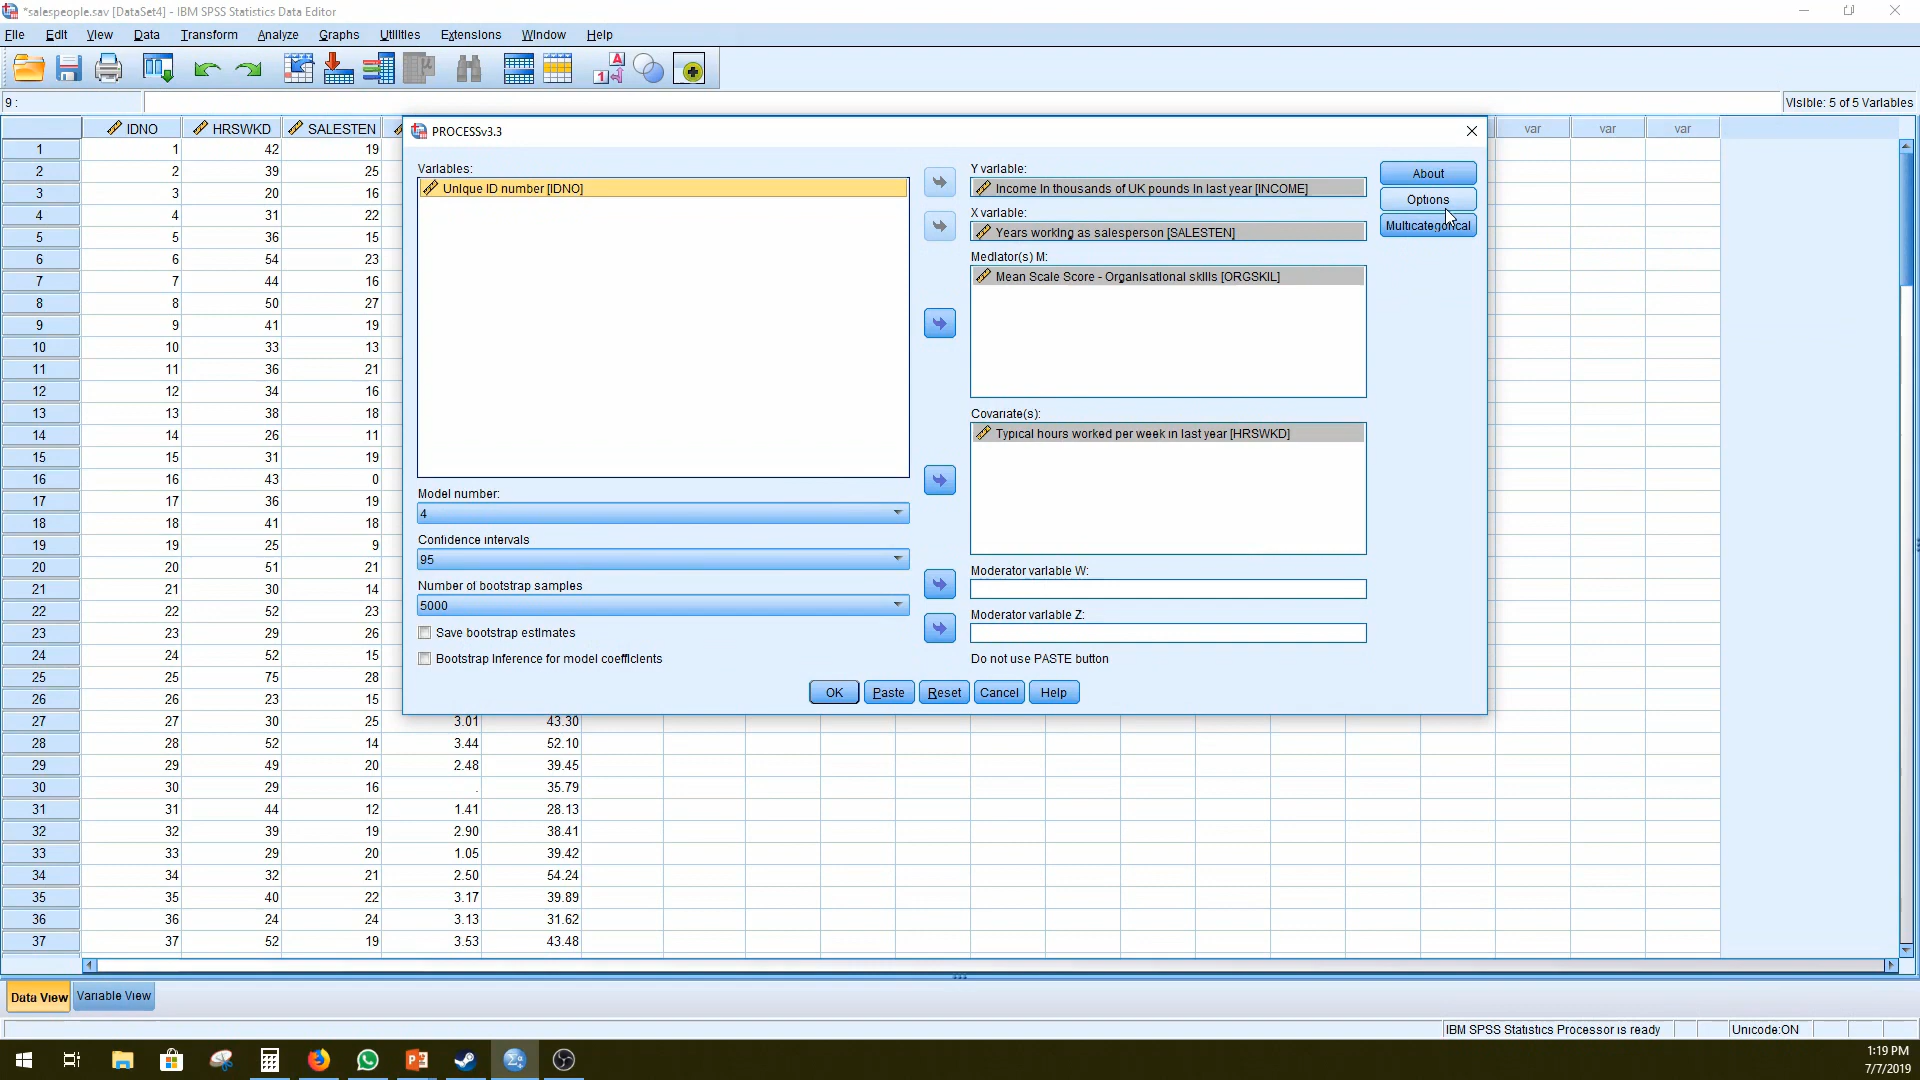 *salespeople.sav [DataSet4] - IBM SPSS Statistics Data Editor
File Edit View Data Transform Analyze Graphs Utilities Extensions Window Help
9 : Visible: 5 of 5 Variables
IDNO HRSWKD SALESTEN var var var
PROCESSv3.3
Variables:
Unique ID number [IDNO]
Model number:
4
Confidence intervals
95
Number of bootstrap samples
5000
Save bootstrap estimates
Bootstrap inference for model coefficients
Y variable:
Income in thousands of UK pounds in last year [INCOME]
X variable:
Years working as salesperson [SALESTEN]
Mediator(s) M:
Mean Scale Score - Organisational skills [ORGSKIL]
Covariate(s):
Typical hours worked per week in last year [HRSWKD]
Moderator variable W:
Moderator variable Z:
Do not use PASTE button
About
Options
Multicategorical
OK Paste Reset Cancel Help
1 1 42 19
2 2 39 25
3 3 20 16
4 4 31 22
5 5 36 15
6 6 54 23
7 7 44 16
8 8 50 27
9 9 41 19
10 10 33 13
11 11 36 21
12 12 34 16
13 13 38 18
14 14 26 11
15 15 31 19
16 16 43 0
17 17 36 19
18 18 41 18
19 19 25 9
20 20 51 21
21 21 30 14
22 22 52 23
23 23 29 26
24 24 52 15
25 25 75 28
26 26 23 15
27 27 30 25 3.01 43.30
28 28 52 14 3.44 52.10
29 29 49 20 2.48 39.45
30 30 29 16 . 35.79
31 31 44 12 1.41 28.13
32 32 39 19 2.90 38.41
33 33 29 20 1.05 39.42
34 34 32 21 2.50 54.24
35 35 40 22 3.17 39.89
36 36 24 24 3.13 31.62
37 37 52 19 3.53 43.48
Data View Variable View
IBM SPSS Statistics Processor is ready Unicode:ON
1:19 PM
7/7/2019